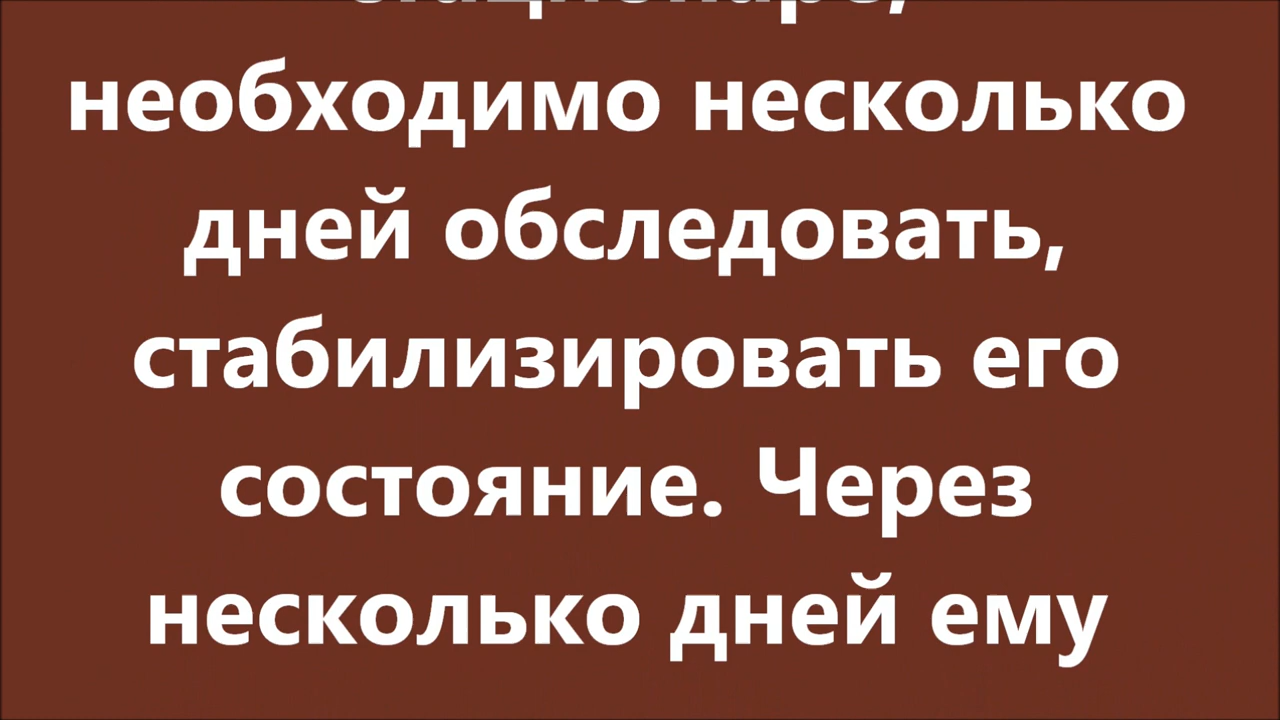 необходимо несколько
дней обследовать,
стабилизировать его
состояние. Через
несколько дней ему